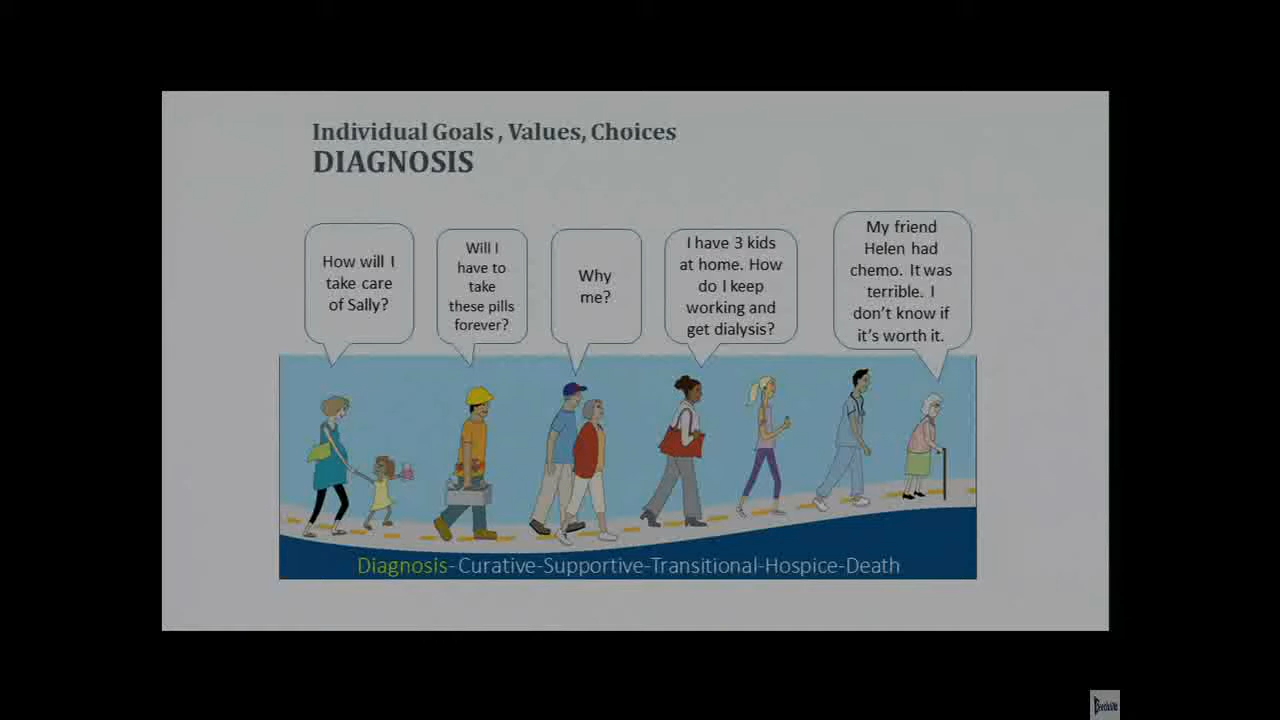 Individual Goals , Values, Choices
DIAGNOSIS
How will I
take care
of Sally?
Will I
have to
take
these pills
forever?
Why
me?
I have 3 kids
at home. How
do I keep
working and
get dialysis?
My friend
Helen had
chemo. It was
terrible. I
don't know if
it's worth it.
Diagnosis-Curative-Supportive-Transitional-Hospice-Death